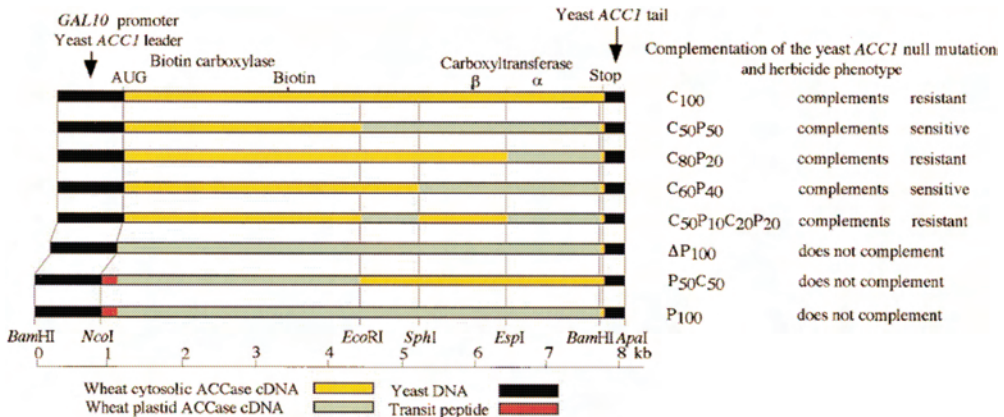 GAL10 promoter
Yeast ACC1 leader
Yeast ACC1 tail
Complementation of the yeast ACC1 null mutation
and herbicide phenotype
Biotin carboxylase
Carboxyltransferase
AUG
Biotin
β
α
Stop
C100 complements resistant
C50P50 complements sensitive
C80P20 complements resistant
C60P40 complements sensitive
C50P10C20P20 complements resistant
ΔP100 does not complement
P50C50 does not complement
P100 does not complement
BamHI NcoI EcoRI SphI EspI BamHI ApaI
0 1 2 3 4 5 6 7 8 kb
Wheat cytosolic ACCase cDNA
Yeast DNA
Wheat plastid ACCase cDNA
Transit peptide